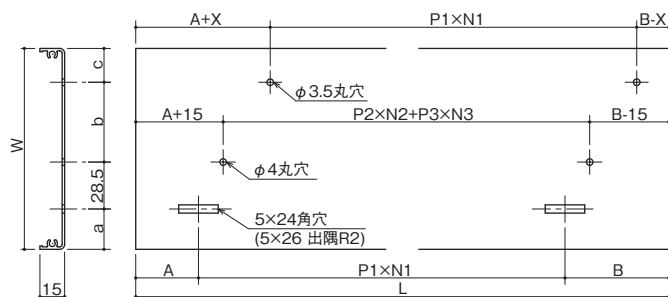 A+X
P1×N1
B-X
c
φ3.5丸穴
b
W
A+15
P2×N2+P3×N3
B-15
φ4丸穴
28.5
5×24角穴
(5×26 出隅R2)
a
A
P1×N1
B
15
L